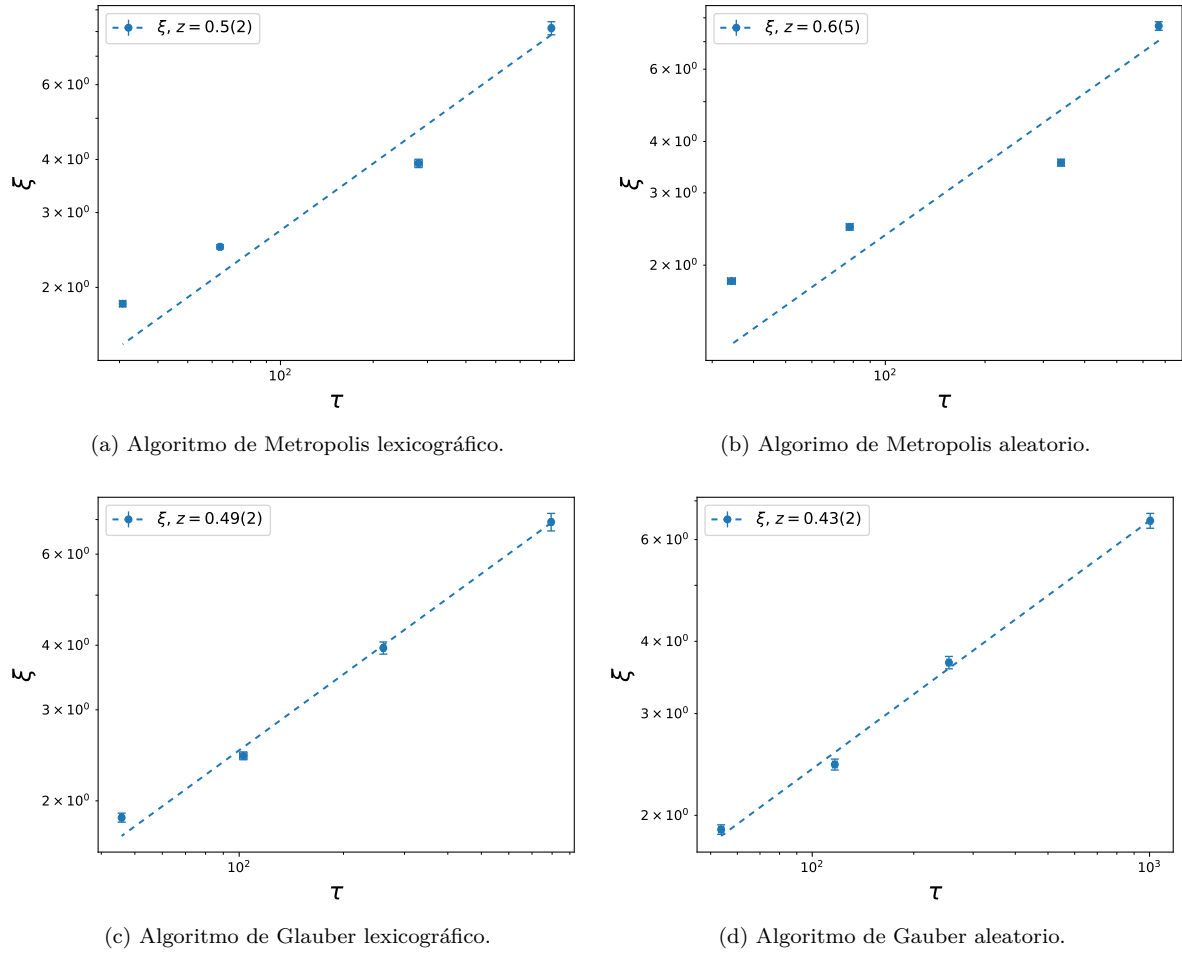 ξ, z = 0.5(2)
6 × 10⁰
4 × 10⁰
3 × 10⁰
2 × 10⁰
ξ
10²
τ
(a) Algoritmo de Metropolis lexicográfico.
ξ, z = 0.6(5)
6 × 10⁰
4 × 10⁰
3 × 10⁰
2 × 10⁰
ξ
10²
τ
(b) Algorimo de Metropolis aleatorio.
ξ, z = 0.49(2)
6 × 10⁰
4 × 10⁰
3 × 10⁰
2 × 10⁰
ξ
10²
τ
(c) Algoritmo de Glauber lexicográfico.
ξ, z = 0.43(2)
6 × 10⁰
4 × 10⁰
3 × 10⁰
2 × 10⁰
ξ
10² 10³
τ
(d) Algoritmo de Gauber aleatorio.